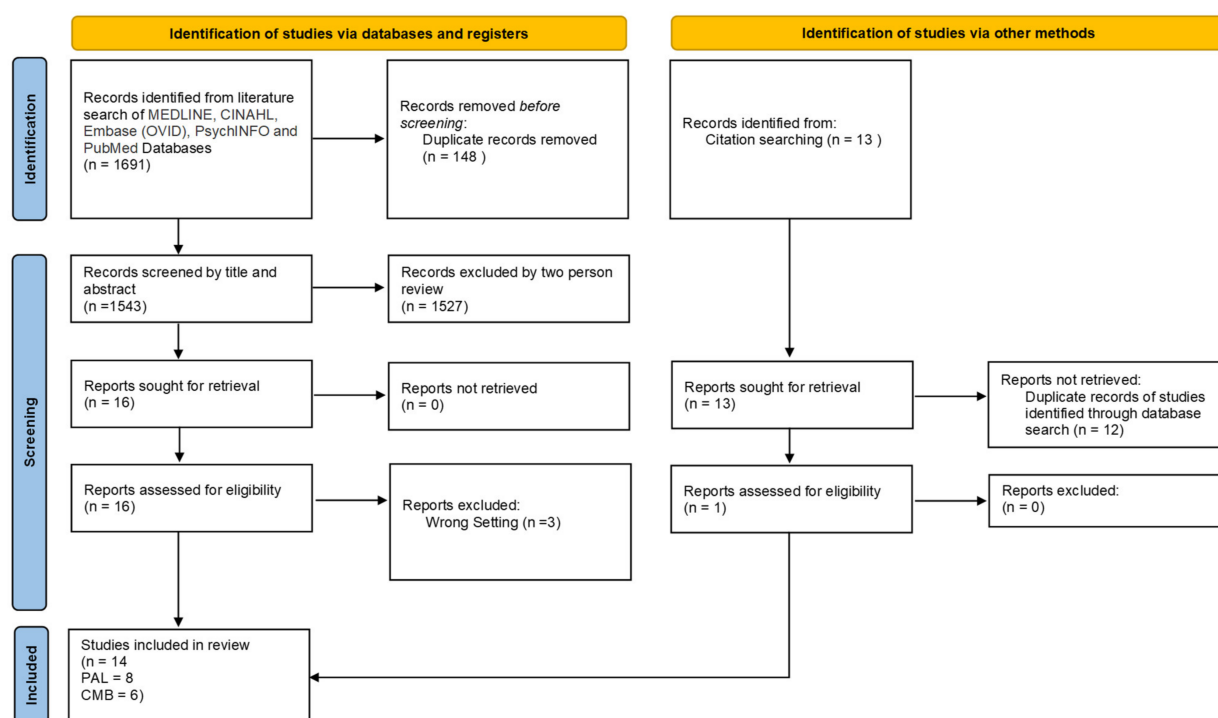 Identification of studies via databases and registers
Identification of studies via other methods
Identification
Records identified from literature
search of MEDLINE, CINAHL,
Embase (OVID), PsychINFO and
PubMed Databases
(n = 1691)
Records removed before
screening:
Duplicate records removed
(n = 148 )
Records identified from:
Citation searching (n = 13 )
Screening
Records screened by title and
abstract
(n =1543)
Records excluded by two person
review
(n = 1527)
Reports sought for retrieval
(n = 16)
Reports not retrieved
(n = 0)
Reports sought for retrieval
(n = 13)
Reports not retrieved:
Duplicate records of studies
identified through database
search (n = 12)
Reports assessed for eligibility
(n = 16)
Reports excluded:
Wrong Setting (n =3)
Reports assessed for eligibility
(n = 1)
Reports excluded:
(n = 0)
Included
Studies included in review
(n = 14
PAL = 8
CMB = 6)